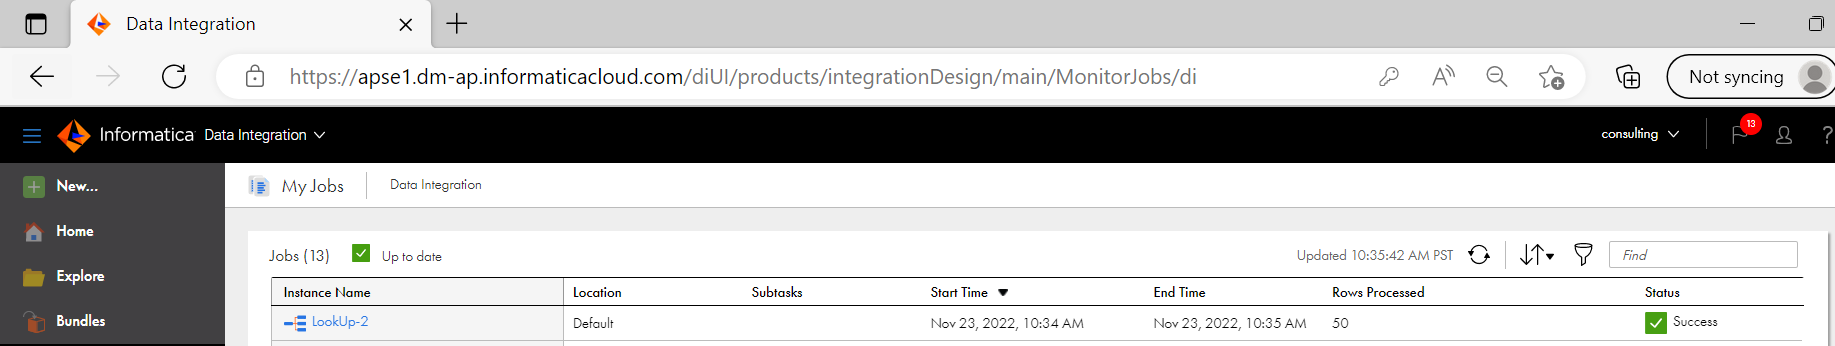 Data Integration
https://apse1.dm-ap.informaticacloud.com/diUI/products/integrationDesign/main/MonitorJobs/di
Not syncing
Informatica Data Integration
consulting
13
?
New...
My Jobs
Data Integration
Home
Explore
Bundles
Jobs (13)
Up to date
Updated 10:35:42 AM PST
Find
Instance Name Location Subtasks Start Time End Time Rows Processed Status
LookUp-2 Default Nov 23, 2022, 10:34 AM Nov 23, 2022, 10:35 AM 50 Success